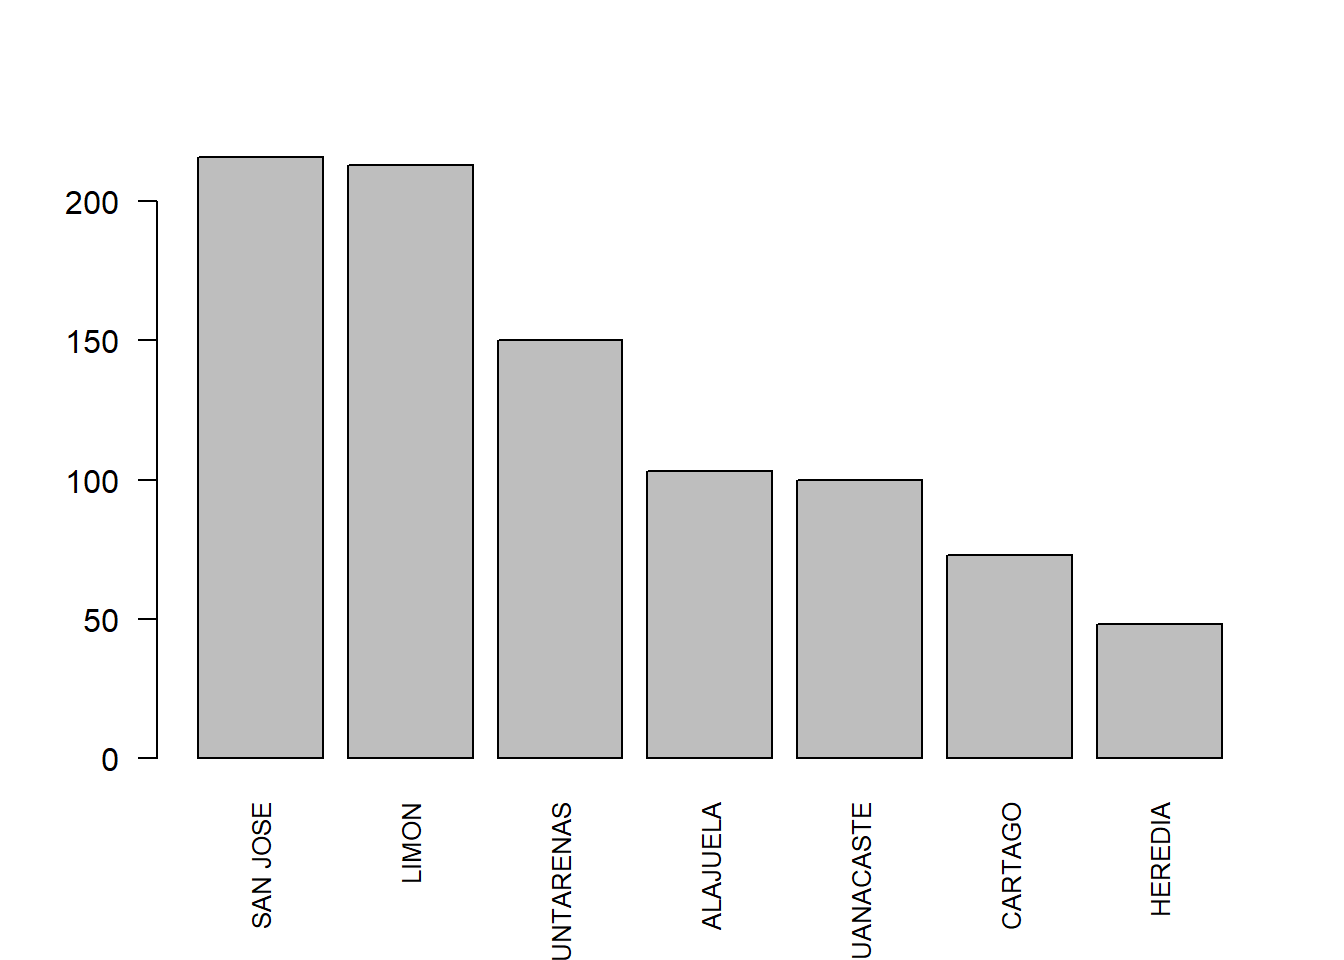 200
150
100
50
0
SAN JOSE
LIMON
UNTARENAS
ALAJUELA
UANACASTE
CARTAGO
HEREDIA